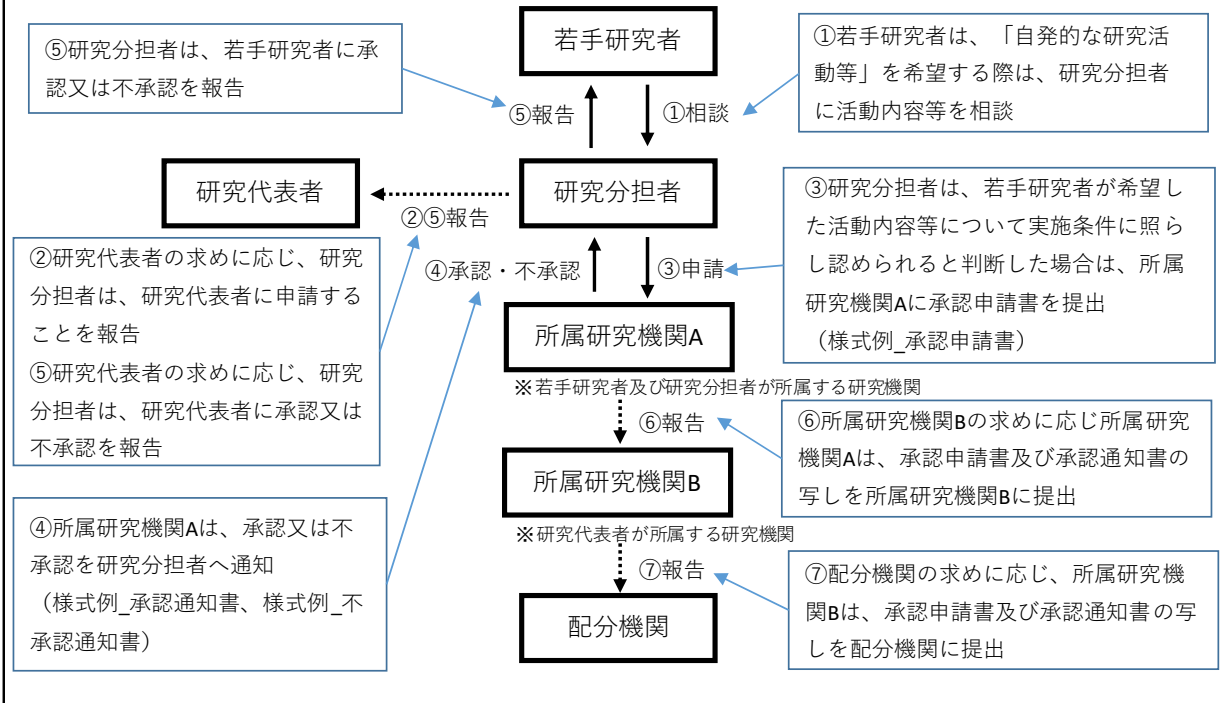 ⑤研究分担者は、若手研究者に承
認又は不承認を報告
若手研究者
①若手研究者は、「自発的な研究活
動等」を希望する際は、研究分担者
に活動内容等を相談
⑤報告
①相談
研究代表者
研究分担者
②⑤報告
③研究分担者は、若手研究者が希望し
た活動内容等について実施条件に照ら
し認められると判断した場合は、所属
研究機関Aに承認申請書を提出
（様式例_承認申請書）
②研究代表者の求めに応じ、研究
分担者は、研究代表者に申請する
ことを報告
⑤研究代表者の求めに応じ、研究
分担者は、研究代表者に承認又は
不承認を報告
④承認・不承認
③申請
所属研究機関A
※若手研究者及び研究分担者が所属する研究機関
⑥報告
⑥所属研究機関Bの求めに応じ所属研究
機関Aは、承認申請書及び承認通知書の
写しを所属研究機関Bに提出
所属研究機関B
※研究代表者が所属する研究機関
④所属研究機関Aは、承認又は不
承認を研究分担者へ通知
（様式例_承認通知書、様式例_不
承認通知書）
⑦報告
⑦配分機関の求めに応じ、所属研究機
関Bは、承認申請書及び承認通知書の写
しを配分機関に提出
配分機関